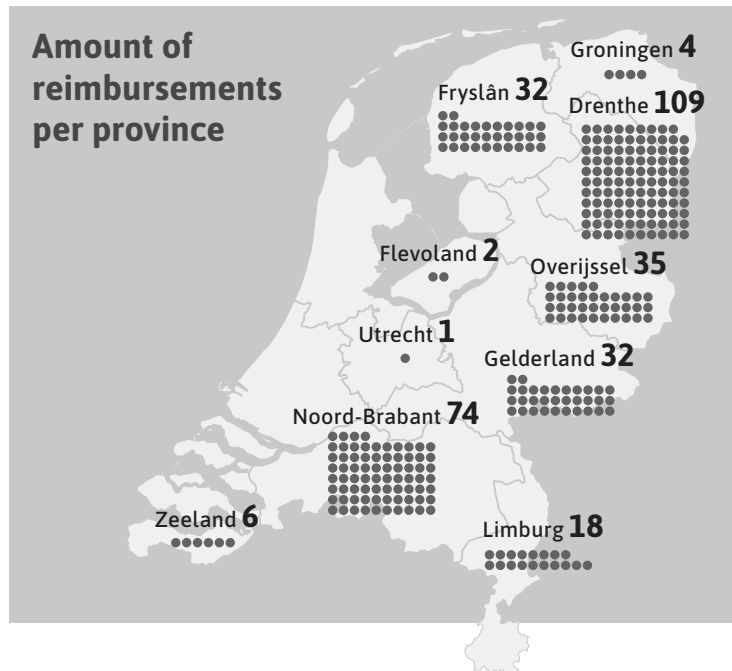 Amount of
reimbursements
per province
Groningen 4
Fryslân 32
Drenthe 109
Flevoland 2
Overijssel 35
Utrecht 1
Gelderland 32
Noord-Brabant 74
Zeeland 6
Limburg 18